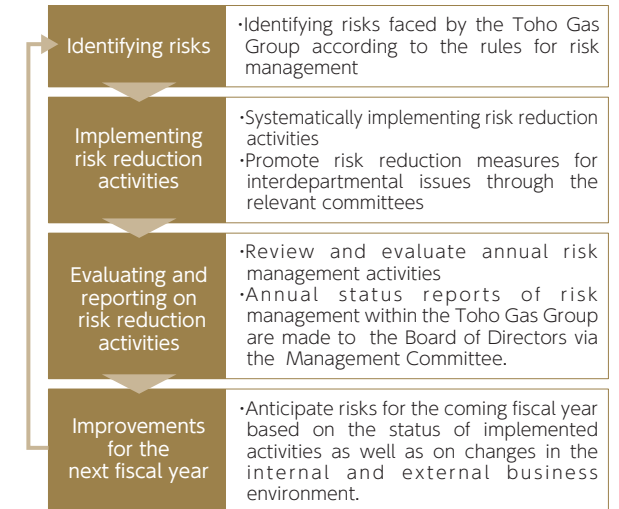 Identifying risks
·Identifying risks faced by the Toho Gas
Group according to the rules for risk
management
Implementing
risk reduction
activities
·Systematically implementing risk reduction
activities
·Promote risk reduction measures for
interdepartmental issues through the
relevant committees
Evaluating and
reporting on
risk reduction
activities
·Review and evaluate annual risk
management activities
·Annual status reports of risk
management within the Toho Gas Group
are made to the Board of Directors via
the Management Committee.
Improvements
for the
next fiscal year
·Anticipate risks for the coming fiscal year
based on the status of implemented
activities as well as on changes in the
internal and external business
environment.